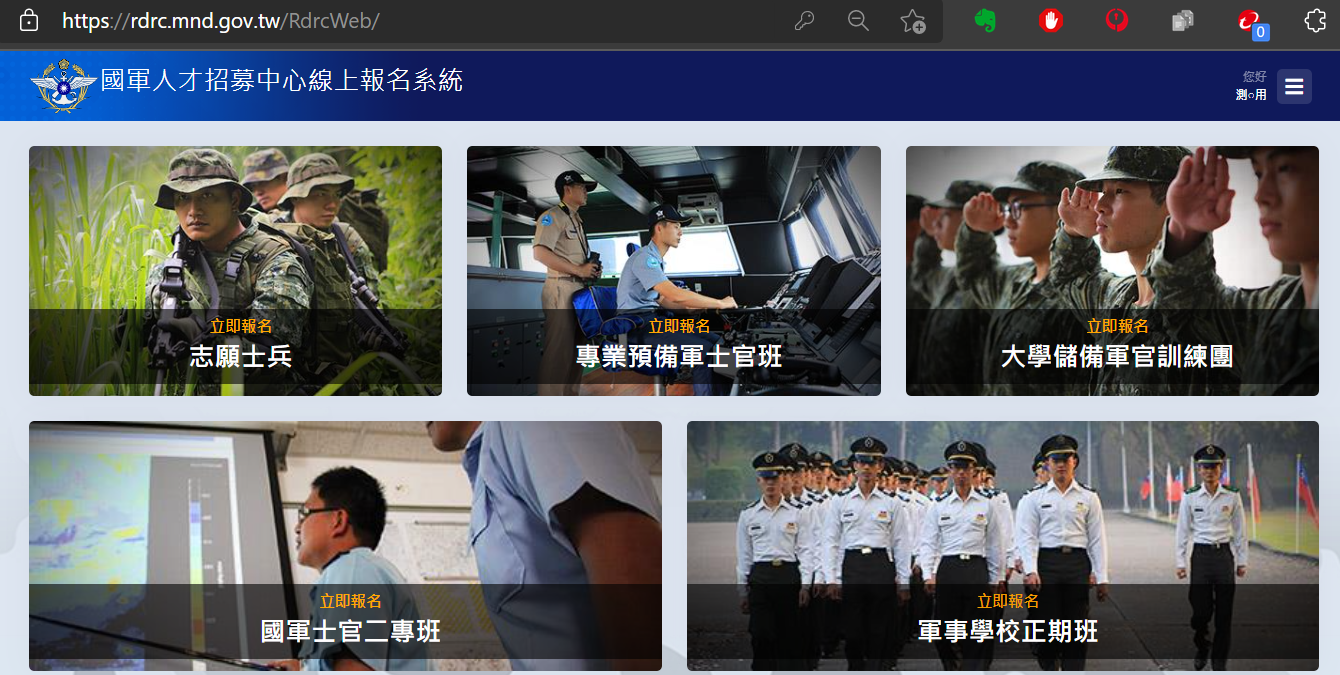 https://rdrc.mnd.gov.tw/RdrcWeb/
0
國軍人才招募中心線上報名系統
您好
測○用
立即報名
志願士兵
立即報名
專業預備軍士官班
立即報名
大學儲備軍官訓練團
立即報名
國軍士官二專班
立即報名
軍事學校正期班